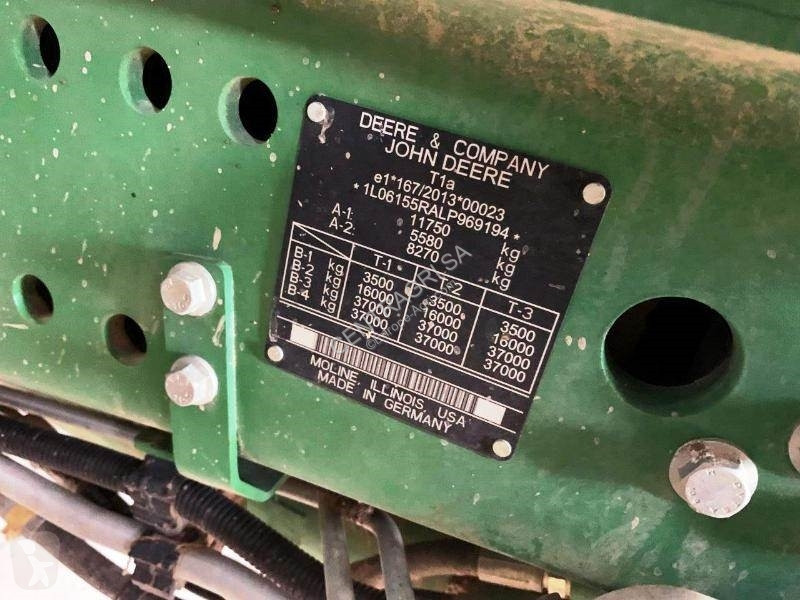 DEERE & COMPANY
JOHN DEERE
T1a
e1*167/2013*00023
*1L06155RALP969194*
11750 kg
A-1: 5580 kg
A-2: 8270 kg
T-1 T-2 T-3
B-1 kg 3500 3500 3500
B-2 kg 16000 16000 16000
B-3 kg 37000 37000 37000
B-4 kg 37000 37000 37000
MOLINE, ILLINOIS, USA
MADE IN GERMANY